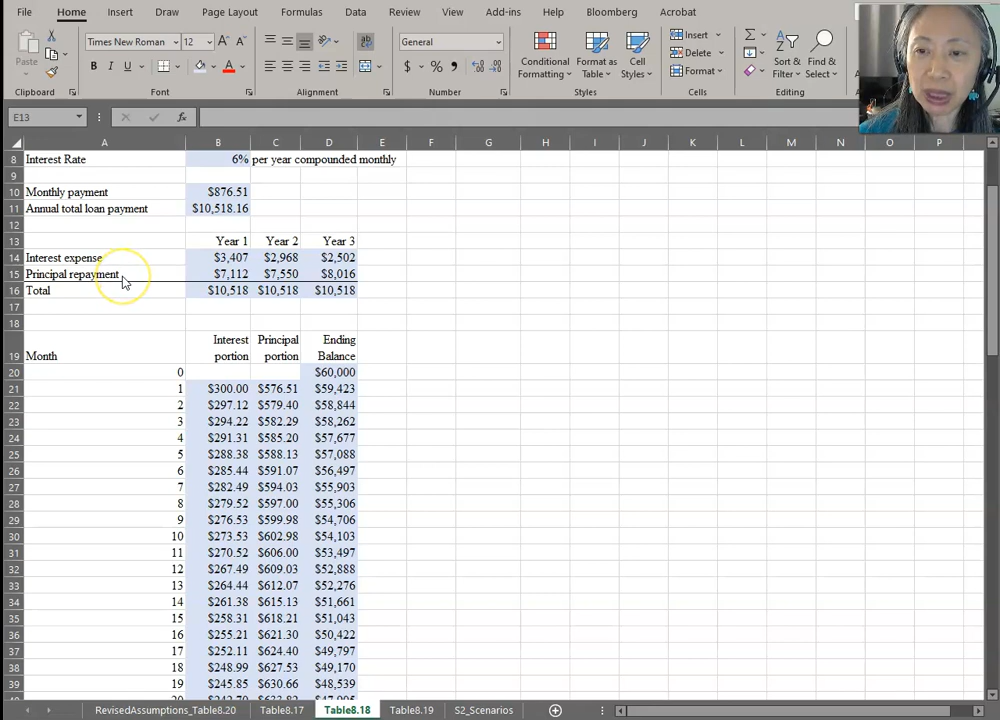 File Home Insert Draw Page Layout Formulas Data Review View Add-ins Help Bloomberg Acrobat
Times New Roman 12 A A General Insert
Paste B I U A $ % Conditional Format as Cell Delete Sort & Find &
Formatting Table Styles Format Filter Select
Clipboard Font Alignment Number Styles Cells Editing
E13 fx
A B C D E F G H I J K L M N O P
8 Interest Rate 6% per year compounded monthly
9
10 Monthly payment $876.51
11 Annual total loan payment $10,518.16
12
13 Year 1 Year 2 Year 3
14 Interest expense $3,407 $2,968 $2,502
15 Principal repayment $7,112 $7,550 $8,016
16 Total $10,518 $10,518 $10,518
17
18
Interest Principal Ending
19 Month portion portion Balance
20 0 $60,000
21 1 $300.00 $576.51 $59,423
22 2 $297.12 $579.40 $58,844
23 3 $294.22 $582.29 $58,262
24 4 $291.31 $585.20 $57,677
25 5 $288.38 $588.13 $57,088
26 6 $285.44 $591.07 $56,497
27 7 $282.49 $594.03 $55,903
28 8 $279.52 $597.00 $55,306
29 9 $276.53 $599.98 $54,706
30 10 $273.53 $602.98 $54,103
31 11 $270.52 $606.00 $53,497
32 12 $267.49 $609.03 $52,888
33 13 $264.44 $612.07 $52,276
34 14 $261.38 $615.13 $51,661
35 15 $258.31 $618.21 $51,043
36 16 $255.21 $621.30 $50,422
37 17 $252.11 $624.40 $49,797
38 18 $248.99 $627.53 $49,170
39 19 $245.85 $630.66 $48,539
RevisedAssumptions_Table8.20 Table8.17 Table8.18 Table8.19 S2_Scenarios